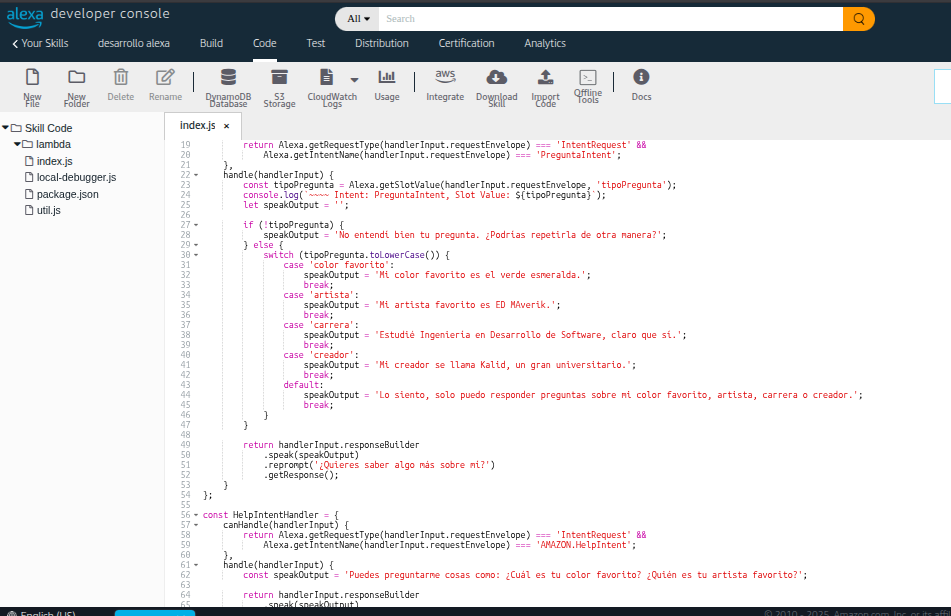 alexa developer console
All
Search
Your Skills desarrollo alexa Build Code Test Distribution Certification Analytics
New File
New Folder
Delete
Rename
DynamoDB Database
S3 Storage
CloudWatch Logs
Usage
aws
Integrate
Download Skill
Import Code
Offline Tools
Docs
Skill Code
lambda
index.js
local-debugger.js
package.json
util.js
index.js ×
19 return Alexa.getRequestType(handlerInput.requestEnvelope) === 'IntentRequest' &&
20 Alexa.getIntentName(handlerInput.requestEnvelope) === 'PreguntaIntent';
21 },
22 handle(handlerInput) {
23 const tipoPregunta = Alexa.getSlotValue(handlerInput.requestEnvelope, 'tipoPregunta');
24 console.log(`~~~~ Intent: PreguntaIntent, Slot Value: ${tipoPregunta}`);
25 let speakOutput = '';
26
27 if (!tipoPregunta) {
28 speakOutput = 'No entendí bien tu pregunta. ¿Podrías repetirla de otra manera?';
29 } else {
30 switch (tipoPregunta.toLowerCase()) {
31 case 'color favorito':
32 speakOutput = 'Mi color favorito es el verde esmeralda.';
33 break;
34 case 'artista':
35 speakOutput = 'Mi artista favorito es ED MAverik.';
36 break;
37 case 'carrera':
38 speakOutput = 'Estudié Ingeniería en Desarrollo de Software, claro que sí.';
39 break;
40 case 'creador':
41 speakOutput = 'Mi creador se llama Kalid, un gran universitario.';
42 break;
43 default:
44 speakOutput = 'Lo siento, solo puedo responder preguntas sobre mi color favorito, artista, carrera o creador.';
45 break;
46 }
47 }
48
49 return handlerInput.responseBuilder
50 .speak(speakOutput)
51 .reprompt('¿Quieres saber algo más sobre mí?')
52 .getResponse();
53 }
54 };
55
56 const HelpIntentHandler = {
57 canHandle(handlerInput) {
58 return Alexa.getRequestType(handlerInput.requestEnvelope) === 'IntentRequest' &&
59 Alexa.getIntentName(handlerInput.requestEnvelope) === 'AMAZON.HelpIntent';
60 },
61 handle(handlerInput) {
62 const speakOutput = 'Puedes preguntarme cosas como: ¿Cuál es tu color favorito? ¿Quién es tu artista favorito?';
63
64 return handlerInput.responseBuilder
65 .speak(speakOutput)
English (US)
© 2010 - 2025, Amazon.com, Inc. or its affil